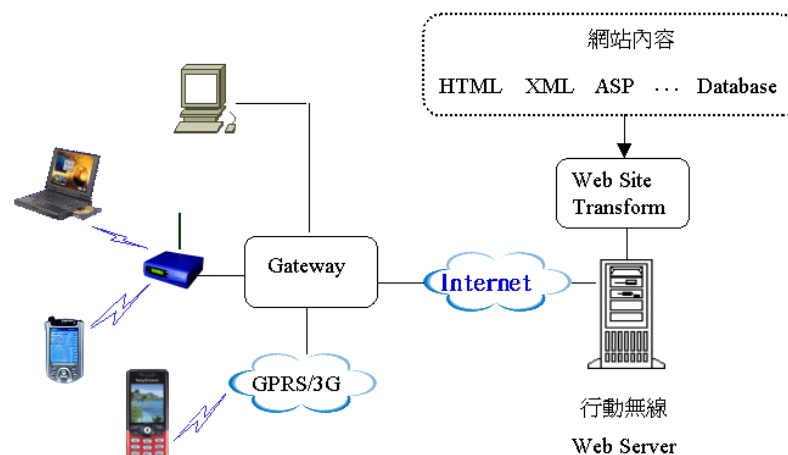 網站內容
HTML XML ASP … Database
Web Site
Transform
Gateway
Internet
GPRS/3G
行動無線
Web Server